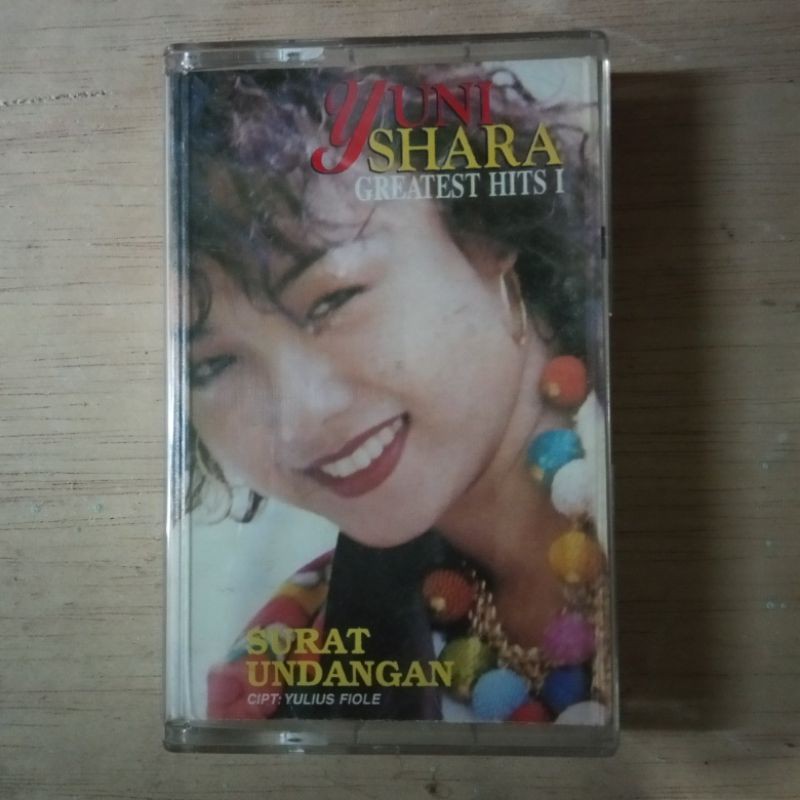 YUNI
SHARA
GREATEST HITS I
SURAT
UNDANGAN
CIPT: YULIUS FIOLE